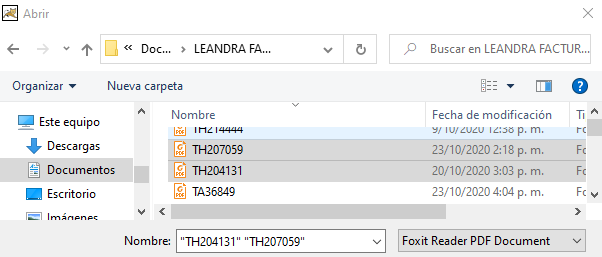 Abrir
« Doc... > LEANDRA FA...
Buscar en LEANDRA FACTUR...
Organizar
Nueva carpeta
Nombre
Fecha de modificación
Ti
Este equipo
Descargas
Documentos
Escritorio
Imágenes
TH214444
9/10/2020 12:38 p. m.
Fo
TH207059
23/10/2020 2:18 p. m.
Fo
TH204131
20/10/2020 3:03 p. m.
Fo
TA36849
23/10/2020 4:04 p. m.
Fo
Nombre:
"TH204131" "TH207059"
Foxit Reader PDF Document